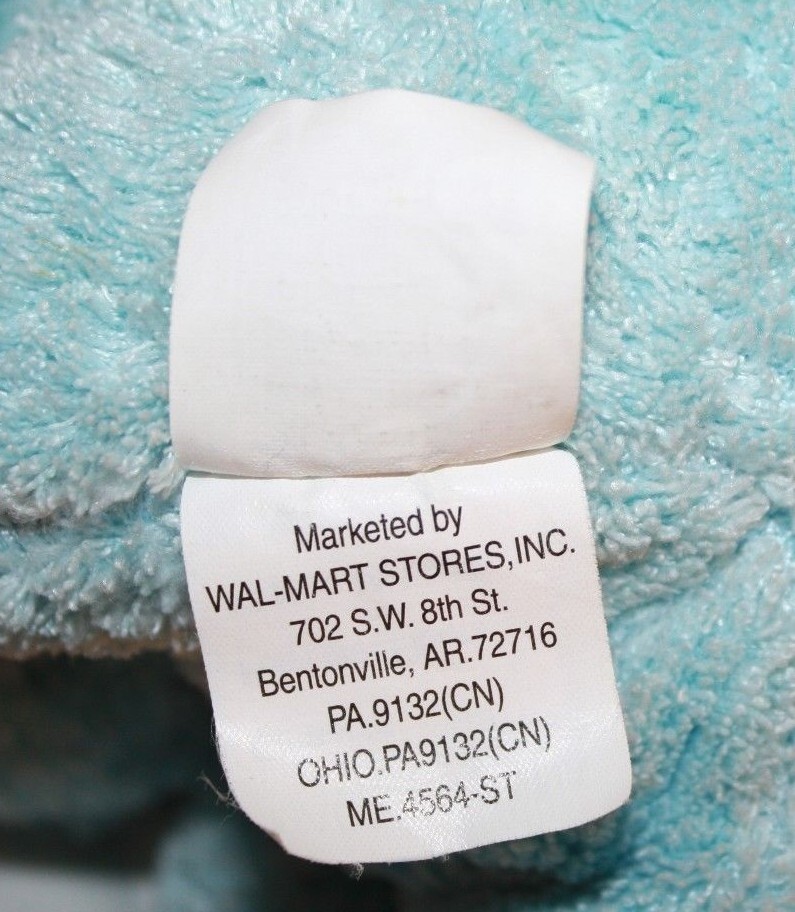 Marketed by
WAL-MART STORES,INC.
702 S.W. 8th St.
Bentonville, AR.72716
PA.9132(CN)
OHIO.PA9132(CN)
ME.4564-ST